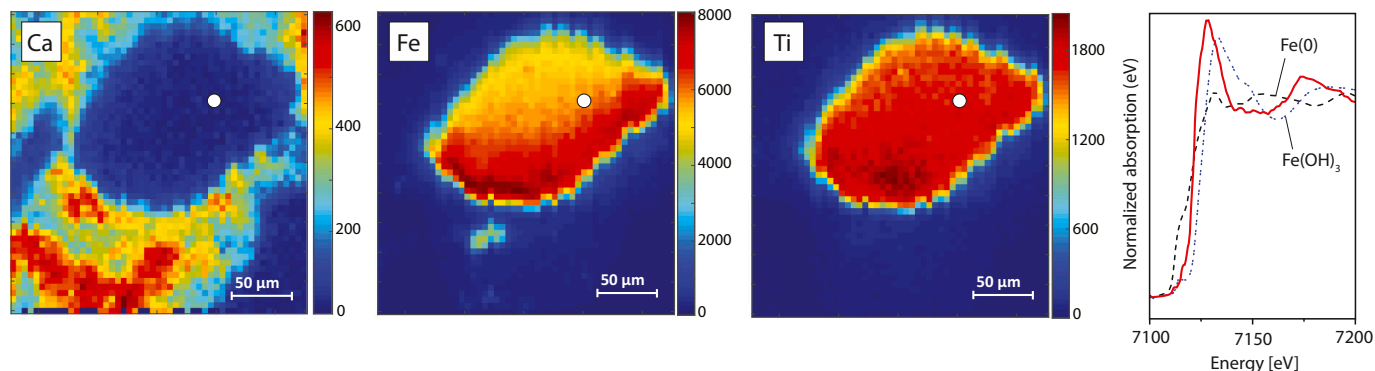 Ca
600
400
200
0
50 μm
Fe
8000
6000
4000
2000
0
50 μm
Ti
1800
1200
600
0
50 μm
Normalized absorption (eV)
Fe(0)
Fe(OH)3
7100
7150
7200
Energy [eV]